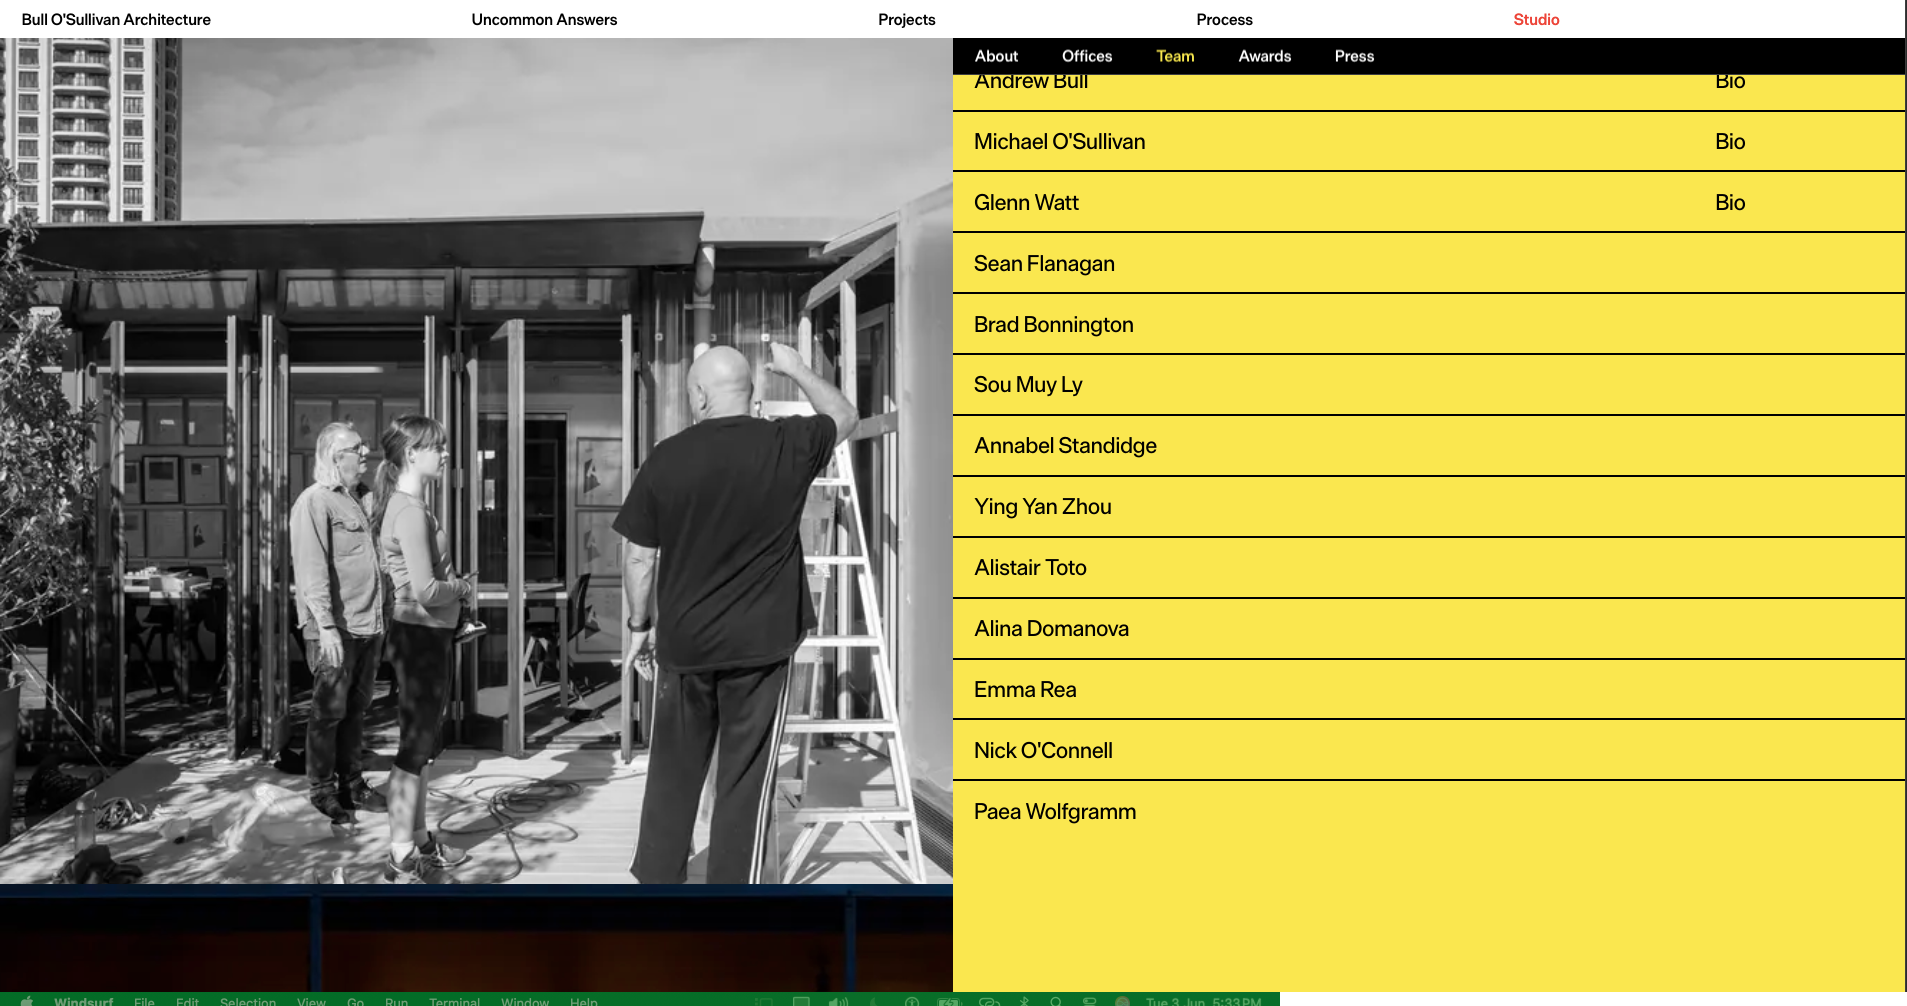 Bull O'Sullivan Architecture Uncommon Answers Projects Process Studio
About Offices Team Awards Press
Andrew Bull Bio
Michael O'Sullivan Bio
Glenn Watt Bio
Sean Flanagan
Brad Bonnington
Sou Muy Ly
Annabel Standidge
Ying Yan Zhou
Alistair Toto
Alina Domanova
Emma Rea
Nick O'Connell
Paea Wolfgramm
Windsurf File Edit Selection View Go Run Terminal Window Help Tue 3 Jun 5:33 PM